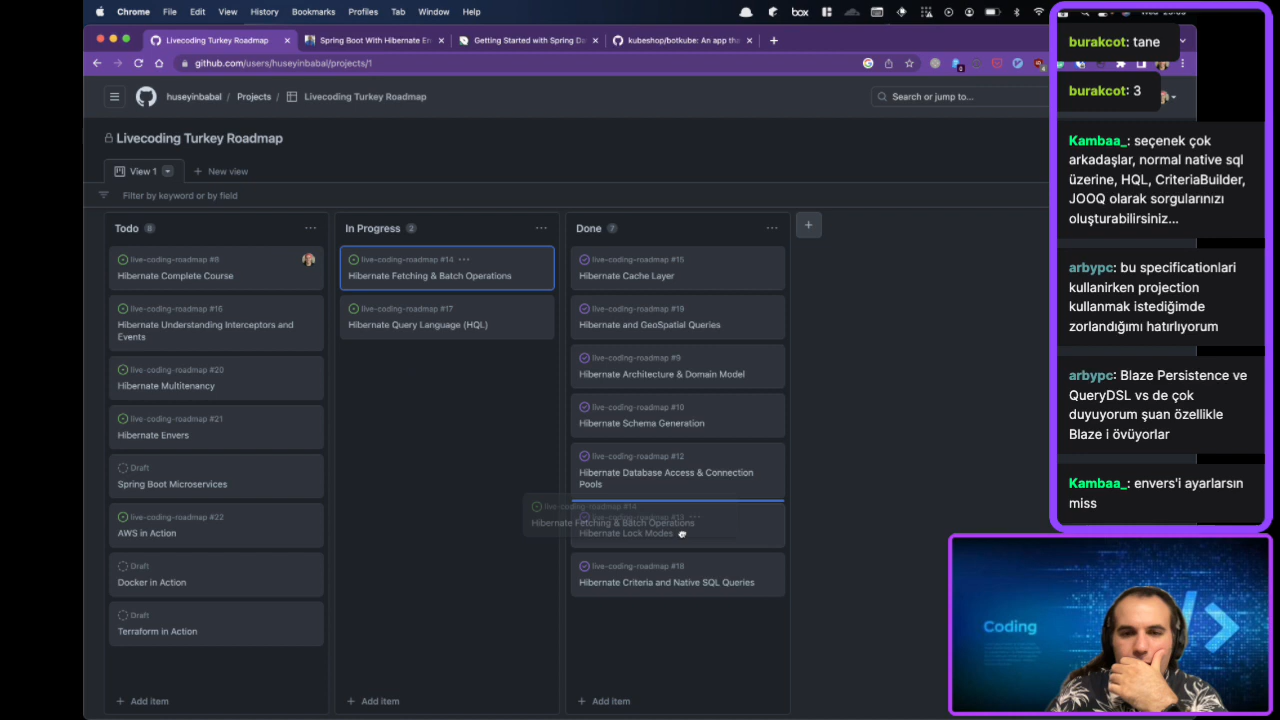 Chrome File Edit View History Bookmarks Profiles Tab Window Help
box
Livecoding Turkey Roadmap
Spring Boot With Hibernate En
Getting Started with Spring Da
kubeshop/botkube: An app tha
github.com/users/huseyinbabal/projects/1
huseyinbabal / Projects / Livecoding Turkey Roadmap
Search or jump to...
Livecoding Turkey Roadmap
View 1
New view
Filter by keyword or by field
Todo 8
live-coding-roadmap #8
Hibernate Complete Course
live-coding-roadmap #16
Hibernate Understanding Interceptors and
Events
live-coding-roadmap #20
Hibernate Multitenancy
live-coding-roadmap #21
Hibernate Envers
Draft
Spring Boot Microservices
live-coding-roadmap #22
AWS in Action
Draft
Docker in Action
Draft
Terraform in Action
Add item
In Progress 2
live-coding-roadmap #14
Hibernate Fetching & Batch Operations
live-coding-roadmap #17
Hibernate Query Language (HQL)
Add item
Done 7
live-coding-roadmap #15
Hibernate Cache Layer
live-coding-roadmap #19
Hibernate and GeoSpatial Queries
live-coding-roadmap #9
Hibernate Architecture & Domain Model
live-coding-roadmap #10
Hibernate Schema Generation
live-coding-roadmap #12
Hibernate Database Access & Connection
Pools
live-coding-roadmap #14
Hibernate Fetching & Batch Operations
live-coding-roadmap #13
Hibernate Lock Modes
live-coding-roadmap #18
Hibernate Criteria and Native SQL Queries
Add item
burakcot: tane
burakcot: 3
Kambaa_: seçenek çok
arkadaşlar, normal native sql
üzerine, HQL, CriteriaBuilder,
JOOQ olarak sorgularınızı
oluşturabilirsiniz...
arbypc: bu specificationlari
kullanirken projection
kullanmak istediğimde
zorlandığımı hatırlıyorum
arbypc: Blaze Persistence ve
QueryDSL vs de çok
duyuyorum şuan özellikle
Blaze i övüyorlar
Kambaa_: envers'i ayarlarsın
miss
Coding